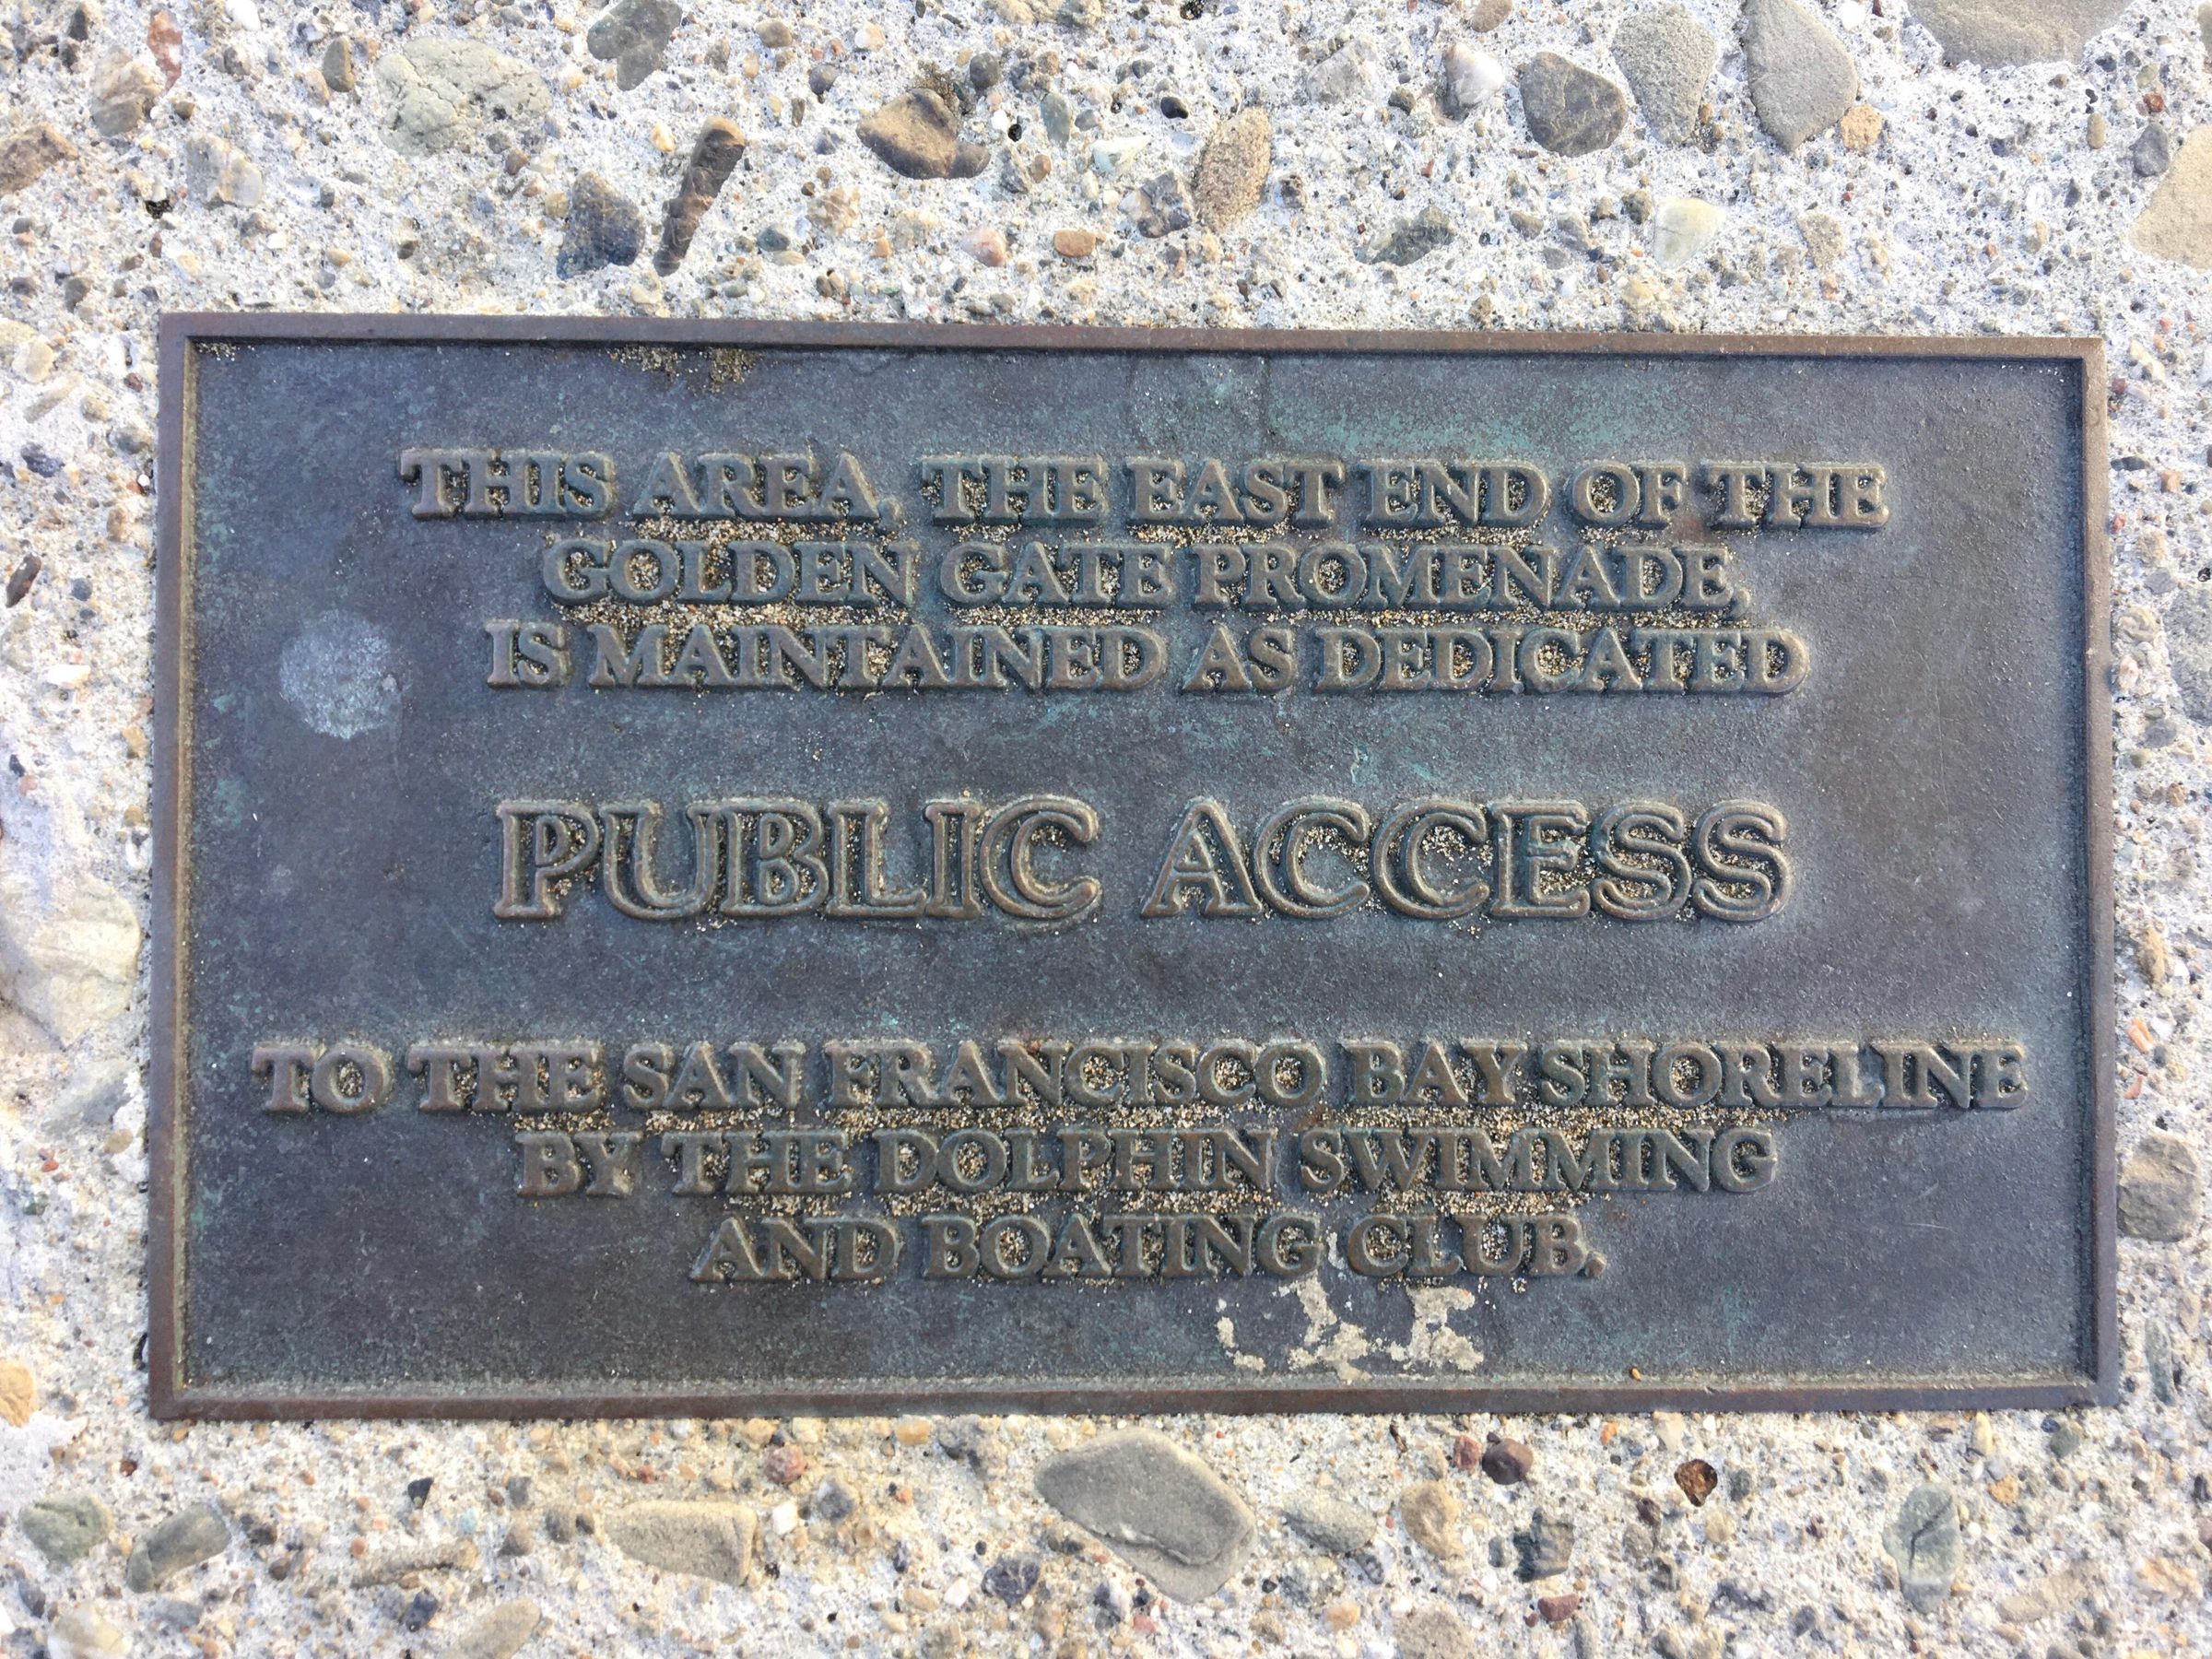 THIS AREA, THE EAST END OF THE
GOLDEN GATE PROMENADE,
IS MAINTAINED AS DEDICATED
PUBLIC ACCESS
TO THE SAN FRANCISCO BAY SHORELINE
BY THE DOLPHIN SWIMMING
AND BOATING CLUB.